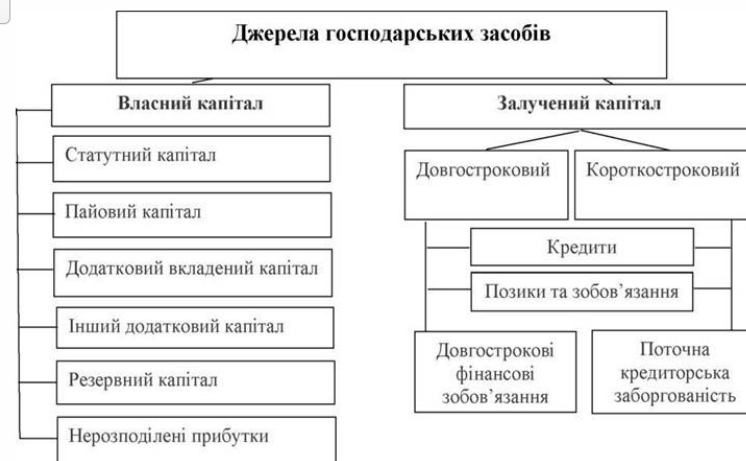 Джерела господарських засобів
Власний капітал
Статутний капітал
Пайовий капітал
Додатковий вкладений капітал
Інший додатковий капітал
Резервний капітал
Нерозподілені прибутки
Залучений капітал
Довгостроковий
Короткостроковий
Кредити
Позики та зобов’язання
Довгострокові
фінансові
зобов’язання
Поточна
кредиторська
заборгованість